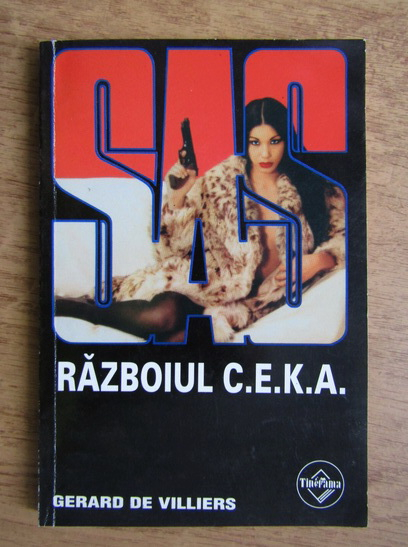 SAS
RĂZBOIUL C.E.K.A.
Tinerama
GERARD DE VILLIERS